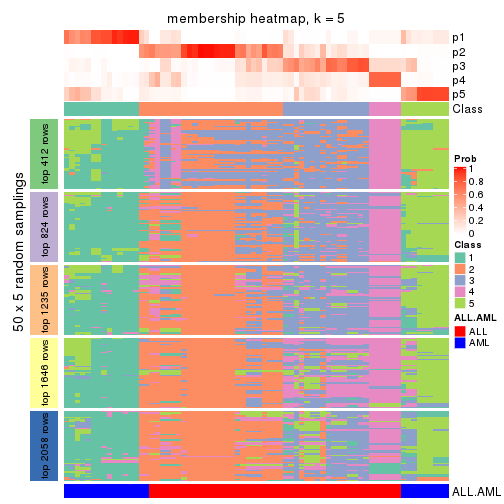 membership heatmap, k = 5
p1
p2
p3
p4
p5
Class
50 x 5 random samplings
top 412 rows
top 824 rows
top 1235 rows
top 1646 rows
top 2058 rows
Prob
1
0.8
0.6
0.4
0.2
0
Class
1
2
3
4
5
ALL.AML
ALL
AML
ALL.AML